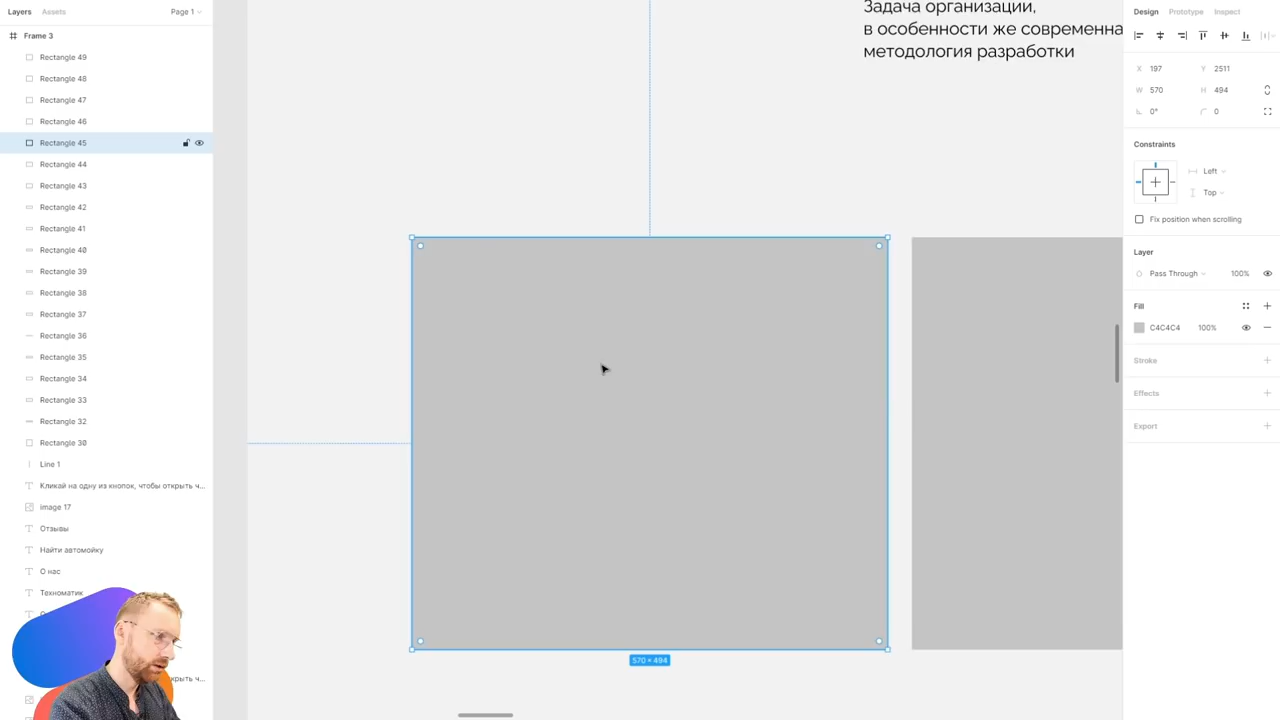 Layers Assets Page 1
Frame 3
Rectangle 49
Rectangle 48
Rectangle 47
Rectangle 46
Rectangle 45
Rectangle 44
Rectangle 43
Rectangle 42
Rectangle 41
Rectangle 40
Rectangle 39
Rectangle 38
Rectangle 37
Rectangle 36
Rectangle 35
Rectangle 34
Rectangle 33
Rectangle 32
Rectangle 30
Line 1
Кликай на одну из кнопок, чтобы открыть ч...
image 17
Отзывы
Найти автомойку
О нас
Техноматик
крыть ч...
Задача организации,
в особенности же современна
методология разработки
570 × 494
Design Prototype Inspect
X 197 Y 2511
W 570 H 494
0° 0
Constraints
Left
Top
Fix position when scrolling
Layer
Pass Through 100%
Fill
C4C4C4 100%
Stroke
Effects
Export